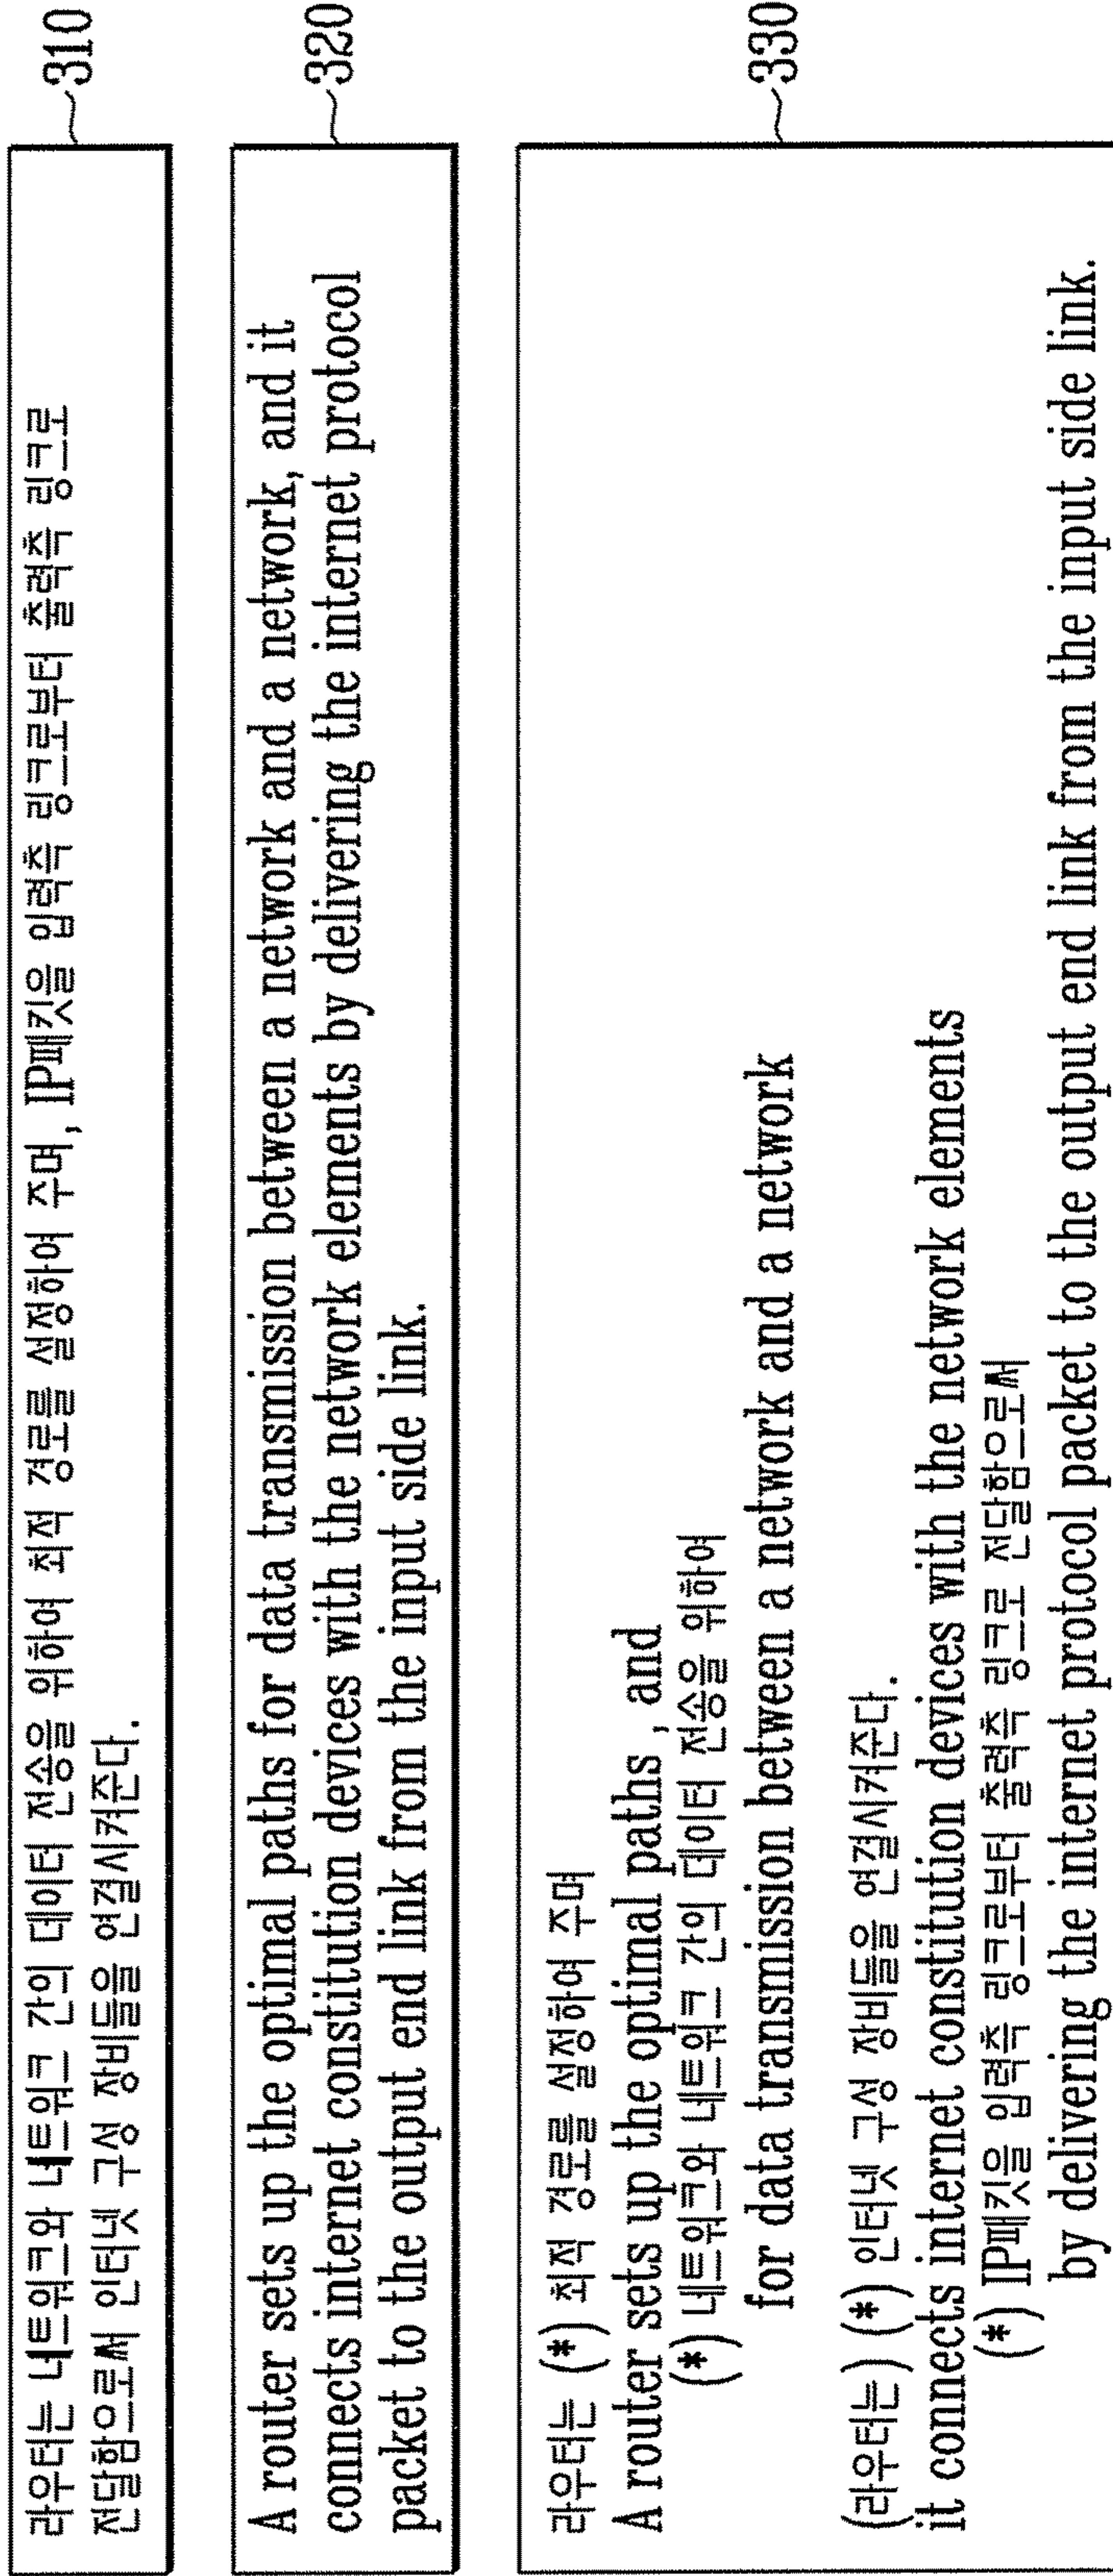 라우터는 네트워크와 네트워크 간의 데이터 전송을 위하여 최적 경로를 설정하여 주며, IP패킷을 입력측 링크로부터 출력측 링크로
전달함으로써 인터넷 구성 장비들을 연결시켜준다.
310
A router sets up the optimal paths for data transmission between a network and a network, and it
connects internet constitution devices with the network elements by delivering the internet protocol
packet to the output end link from the input side link.
320
라우터는 (*) 최적 경로를 설정하여 주며
A router sets up the optimal paths , and
(*) 네트워크와 네트워크 간의 데이터 전송을 위하여
for data transmission between a network and a network
(라우터는) (*) 인터넷 구성 장비들을 연결시켜준다.
it connects internet constitution devices with the network elements
(*) IP패킷을 입력측 링크로부터 출력측 링크로 전달함으로써
by delivering the internet protocol packet to the output end link from the input side link.
330